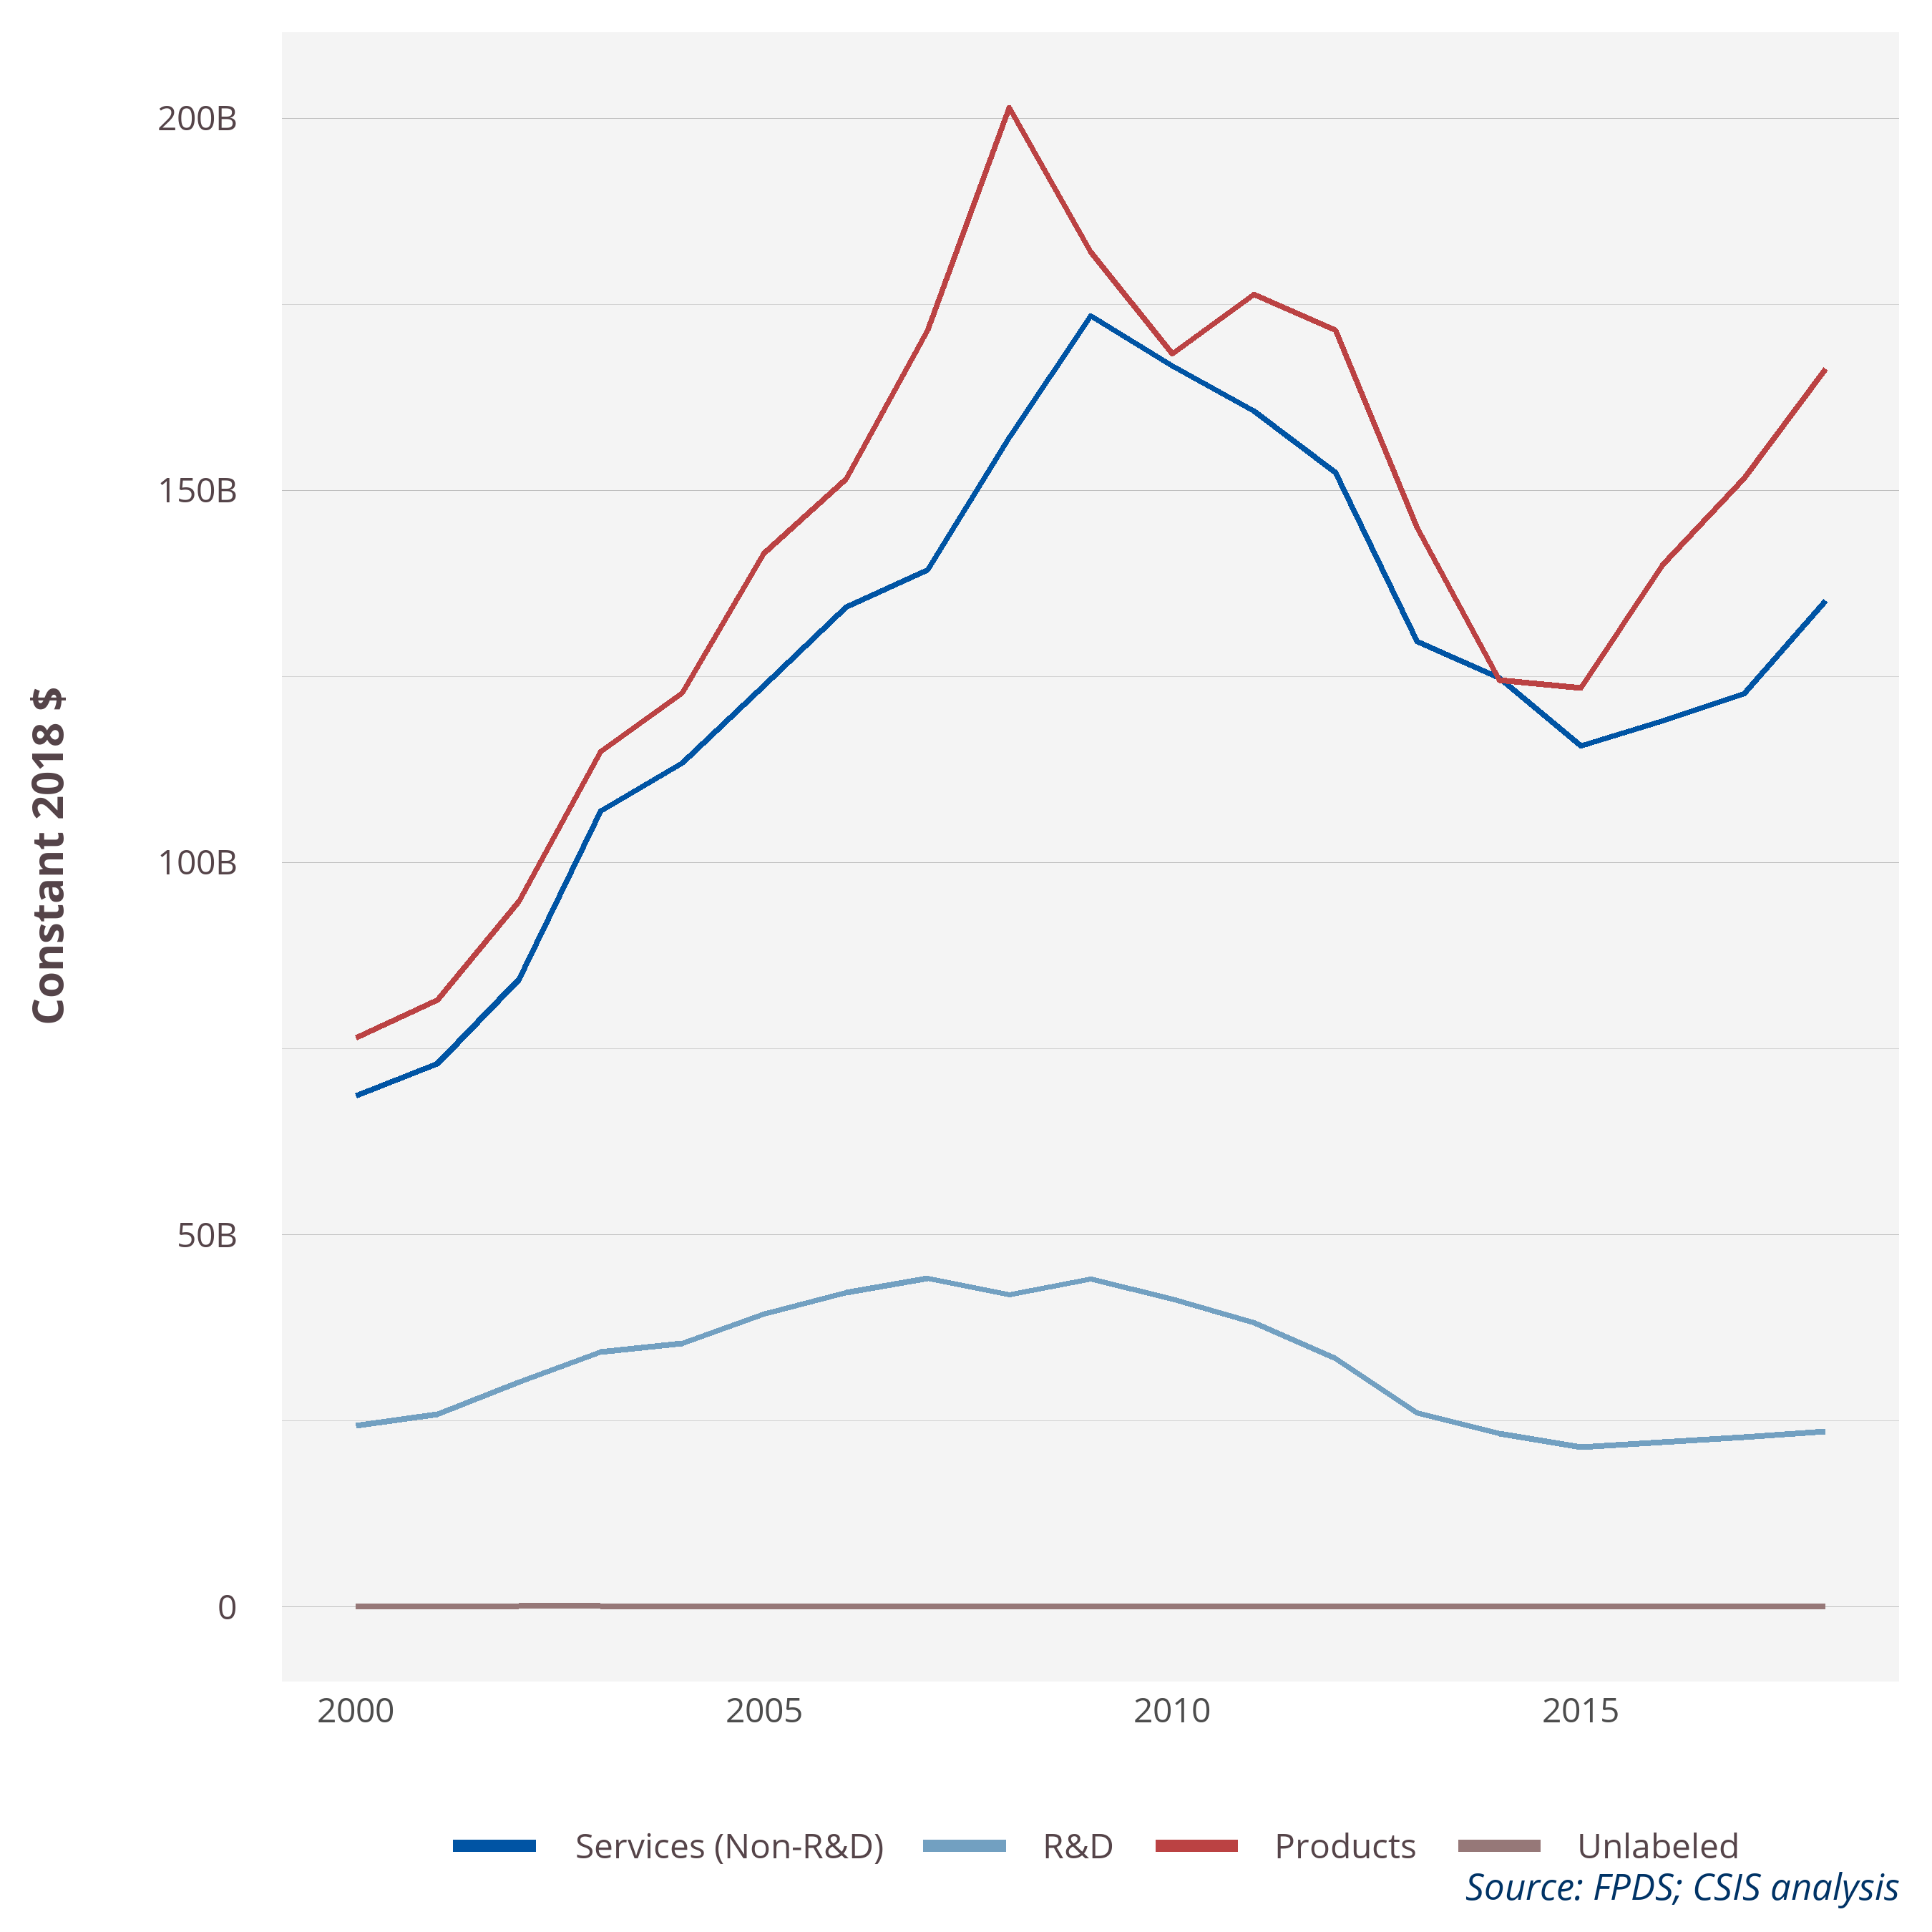 Constant 2018 $
200B
150B
100B
50B
0
2000 2005 2010 2015
Services (Non-R&D) R&D Products Unlabeled
Source: FPDS; CSIS analysis